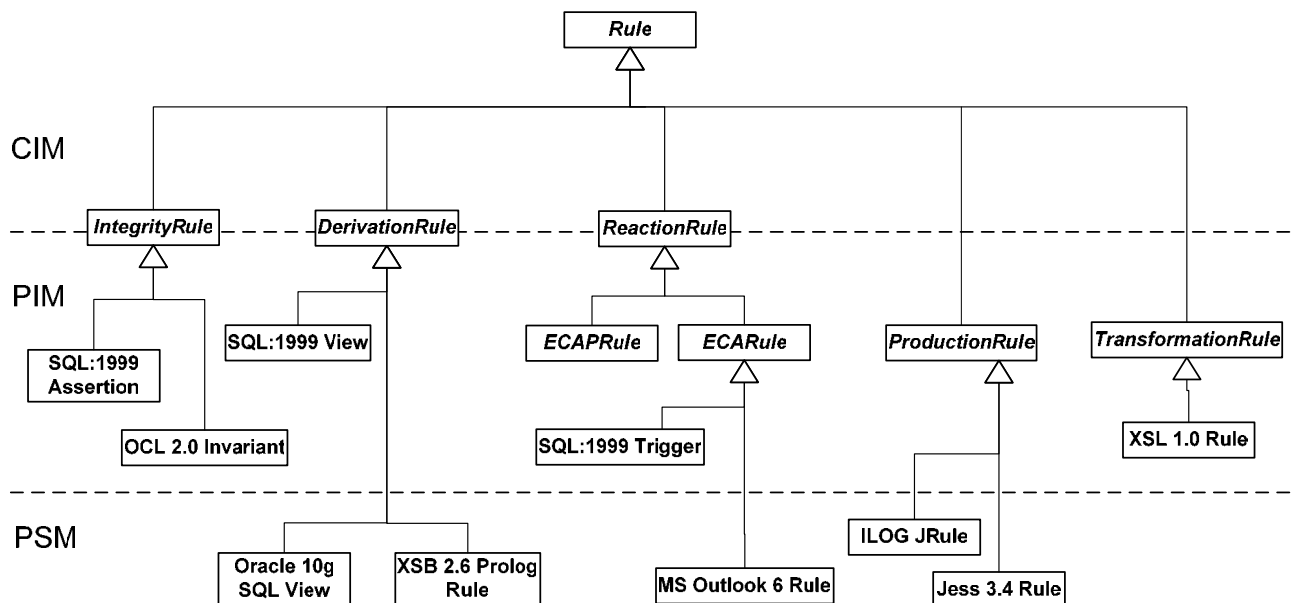 Rule
CIM
IntegrityRule
DerivationRule
ReactionRule
PIM
SQL:1999 View
ECAPRule
ECARule
ProductionRule
TransformationRule
SQL:1999
Assertion
OCL 2.0 Invariant
SQL:1999 Trigger
XSL 1.0 Rule
PSM
Oracle 10g
SQL View
XSB 2.6 Prolog
Rule
MS Outlook 6 Rule
ILOG JRule
Jess 3.4 Rule